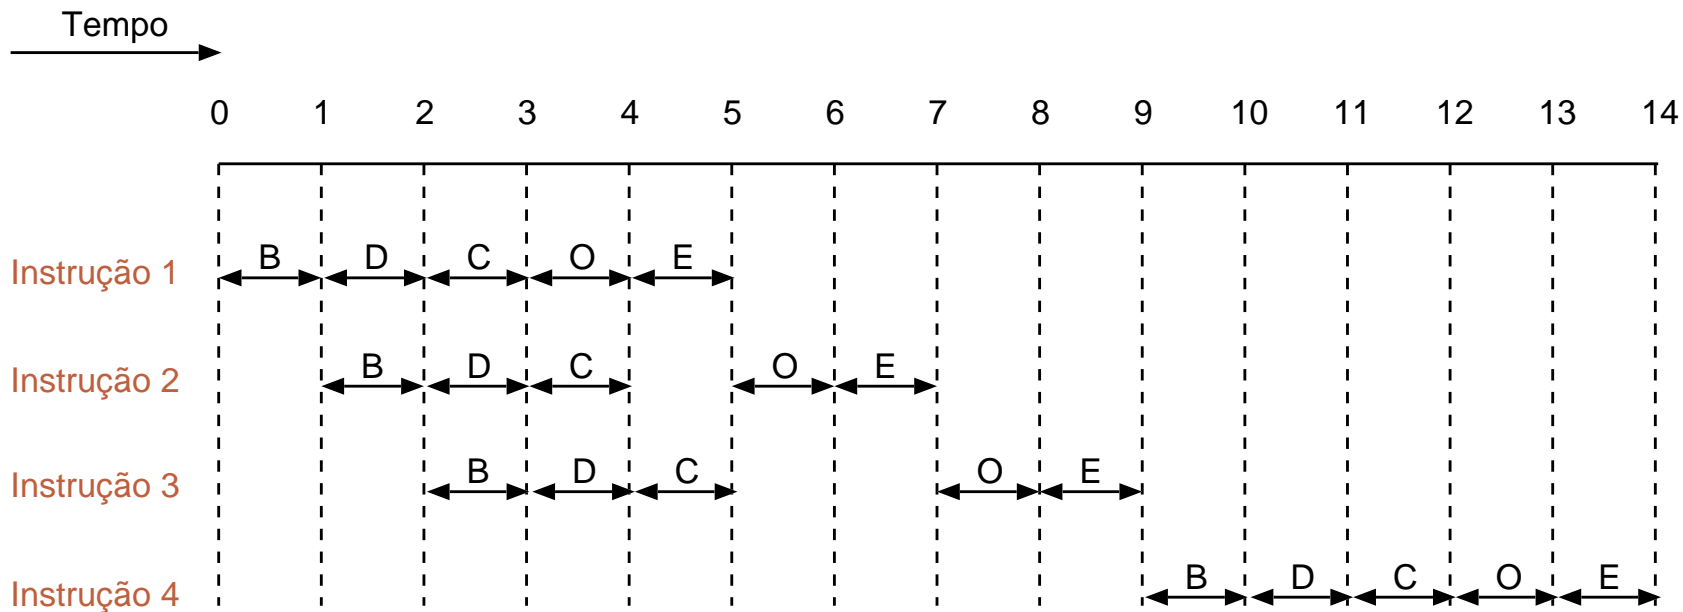 Tempo
0 1 2 3 4 5 6 7 8 9 10 11 12 13 14
Instrução 1 B D C O E
Instrução 2 B D C O E
Instrução 3 B D C O E
Instrução 4 B D C O E